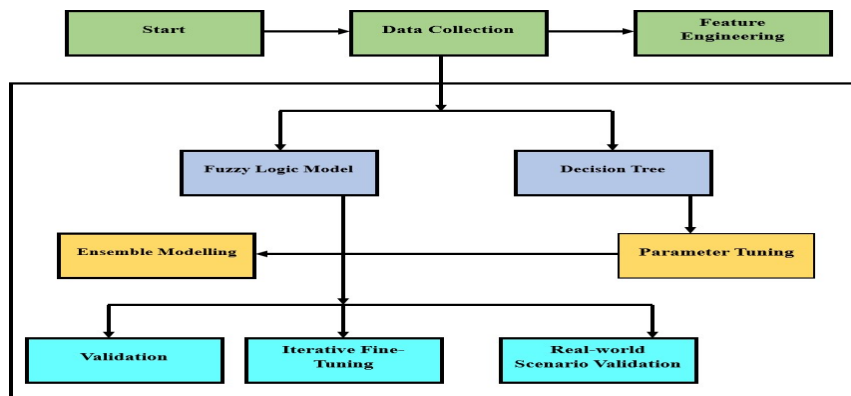 Start
Data Collection
Feature
Engineering
Fuzzy Logic Model
Decision Tree
Ensemble Modelling
Parameter Tuning
Validation
Iterative Fine-
Tuning
Real-world
Scenario Validation